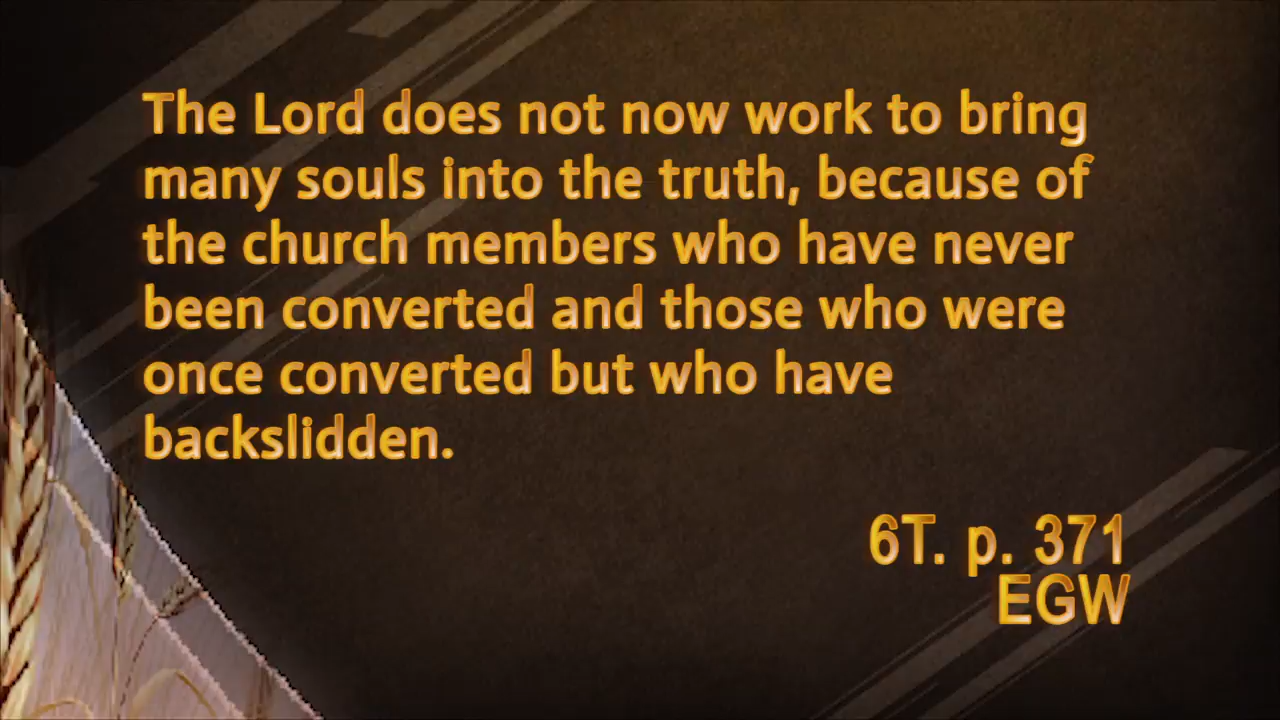 The Lord does not now work to bring
many souls into the truth, because of
the church members who have never
been converted and those who were
once converted but who have
backslidden.
6T. p. 371
EGW